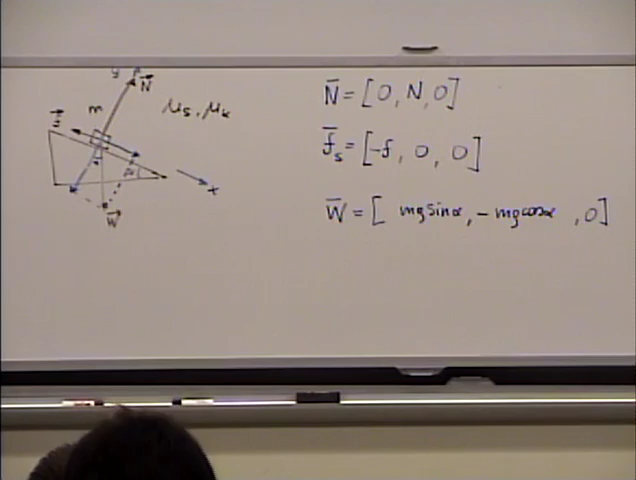 y N̄
m
μs, μk
f̄
α
α
x
W̄
N̄ = [0, N, 0]
f̄s = [-f, 0, 0]
W̄ = [ mg sinα, - mg cosα , 0]